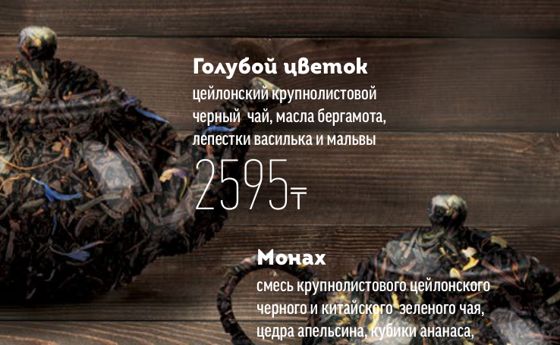 Голубой цветок
цейлонский крупнолистовой
черный чай, масла бергамота,
лепестки василька и мальвы
2595₸
Монах
смесь крупнолистового цейлонского
черного и китайского зеленого чая,
цедра апельсина, кубики ананаса,